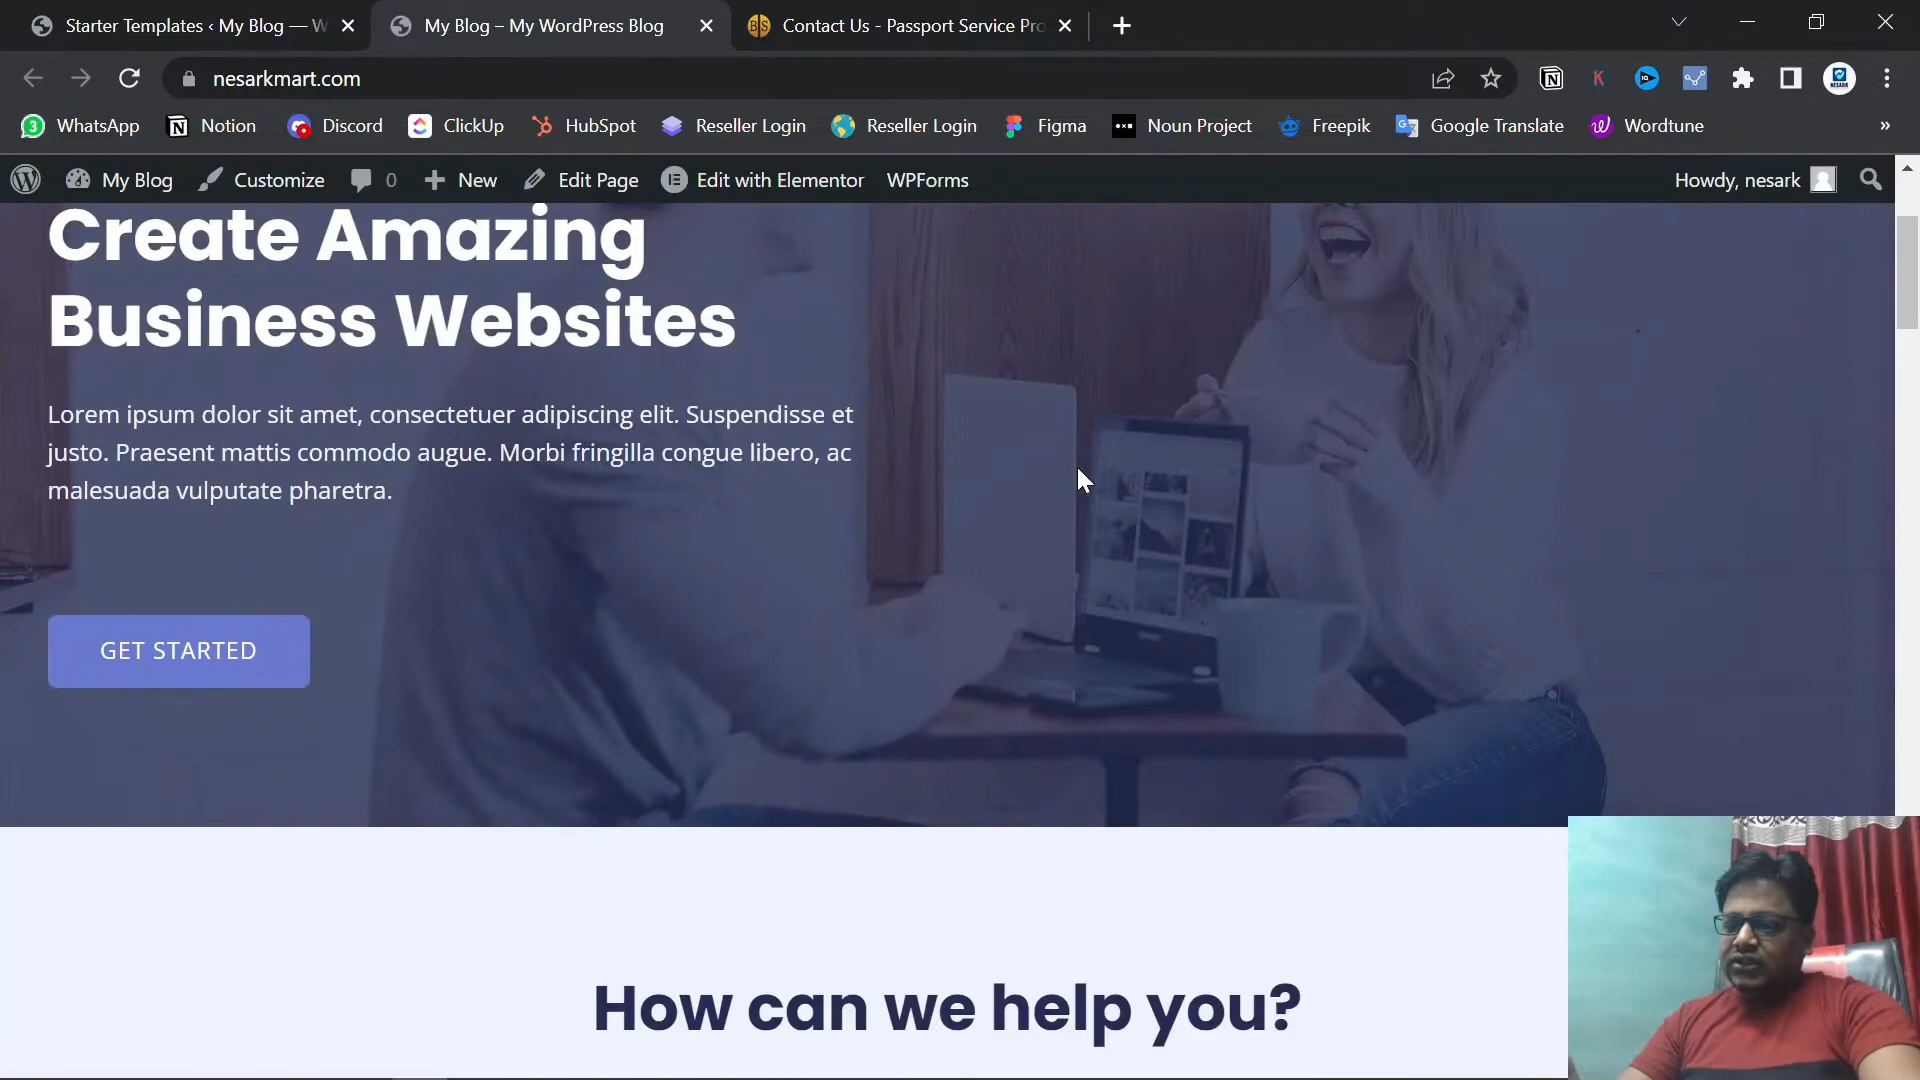 Starter Templates ‹ My Blog — W
My Blog – My WordPress Blog
Contact Us - Passport Service Pro
nesarkmart.com
WhatsApp
Notion
Discord
ClickUp
HubSpot
Reseller Login
Reseller Login
Figma
Noun Project
Freepik
Google Translate
Wordtune
»
My Blog
Customize
0
New
Edit Page
Edit with Elementor
WPForms
Howdy, nesark
Create Amazing
Business Websites
Lorem ipsum dolor sit amet, consectetuer adipiscing elit. Suspendisse et
justo. Praesent mattis commodo augue. Morbi fringilla congue libero, ac
malesuada vulputate pharetra.
GET STARTED
How can we help you?